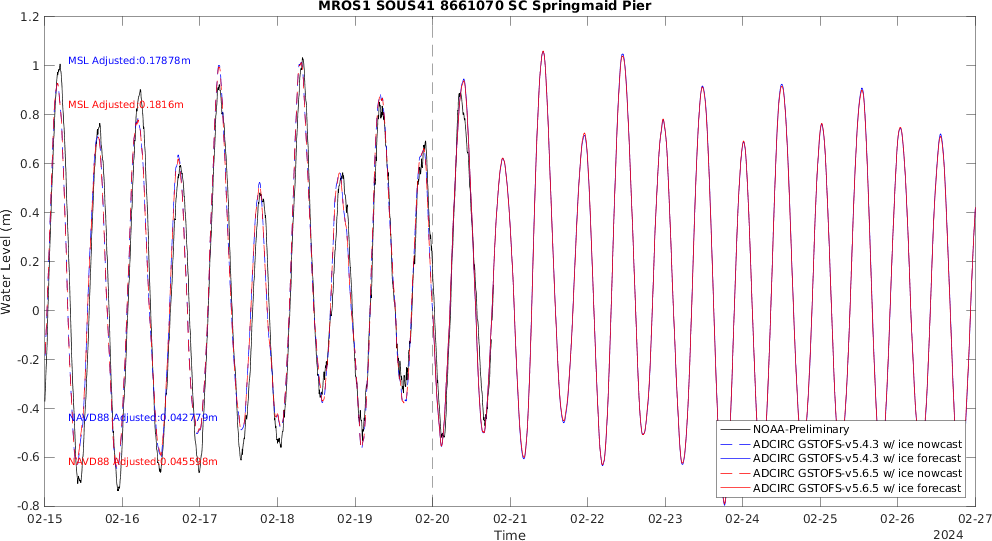 MROS1 SOUS41 8661070 SC Springmaid Pier
1.2
1
0.8
0.6
0.4
0.2
0
-0.2
-0.4
-0.6
-0.8
Water Level (m)
MSL Adjusted:0.17878m
MSL Adjusted:0.1816m
NAVD88 Adjusted:0.042779m
NAVD88 Adjusted:0.045598m
NOAA-Preliminary
ADCIRC GSTOFS-v5.4.3 w/ ice nowcast
ADCIRC GSTOFS-v5.4.3 w/ ice forecast
ADCIRC GSTOFS-v5.6.5 w/ ice nowcast
ADCIRC GSTOFS-v5.6.5 w/ ice forecast
02-15 02-16 02-17 02-18 02-19 02-20 02-21 02-22 02-23 02-24 02-25 02-26 02-27
Time
2024